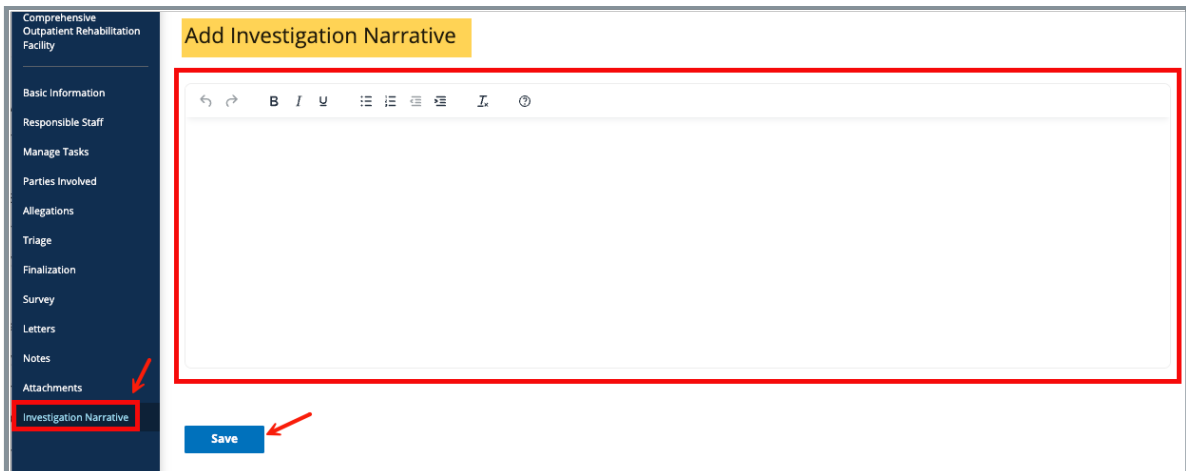 Comprehensive
Outpatient Rehabilitation
Facility
Basic Information
Responsible Staff
Manage Tasks
Parties Involved
Allegations
Triage
Finalization
Survey
Letters
Notes
Attachments
Investigation Narrative
Add Investigation Narrative
B I U
Save